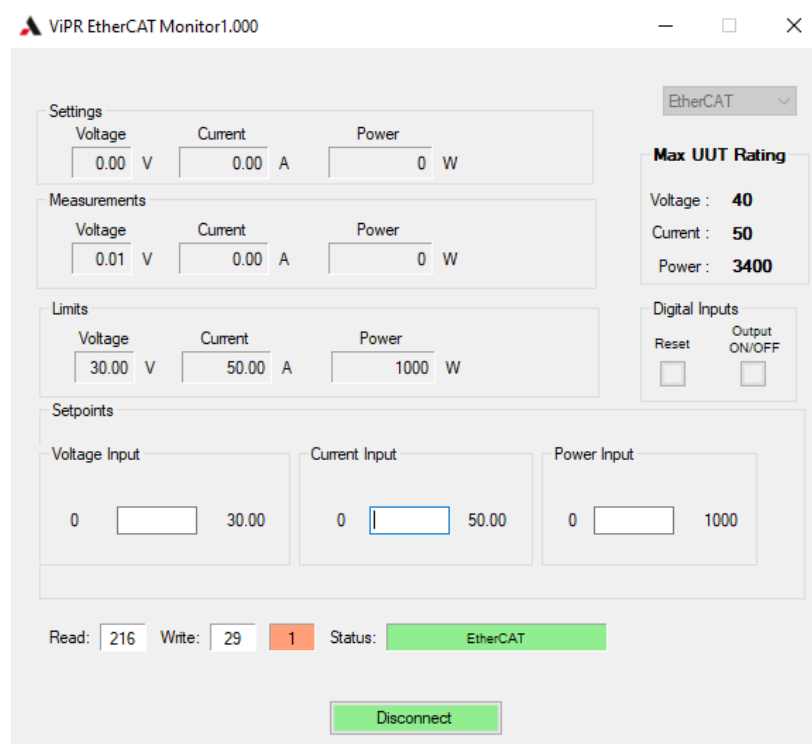 ViPR EtherCAT Monitor1.000
EtherCAT
Settings
Voltage Current Power
0.00 V 0.00 A 0 W
Max UUT Rating
Voltage : 40
Current : 50
Power : 3400
Measurements
Voltage Current Power
0.01 V 0.00 A 0 W
Limits
Voltage Current Power
30.00 V 50.00 A 1000 W
Digital Inputs
Reset
Output
ON/OFF
Setpoints
Voltage Input
0 30.00
Current Input
0 50.00
Power Input
0 1000
Read: 216 Write: 29 1 Status: EtherCAT
Disconnect